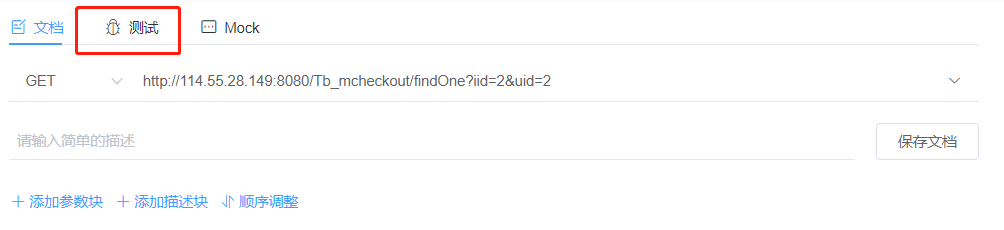 文档 测试 Mock
GET http://114.55.28.149:8080/Tb_mcheckout/findOne?iid=2&uid=2
请输入简单的描述 保存文档
添加参数块 添加描述块 顺序调整